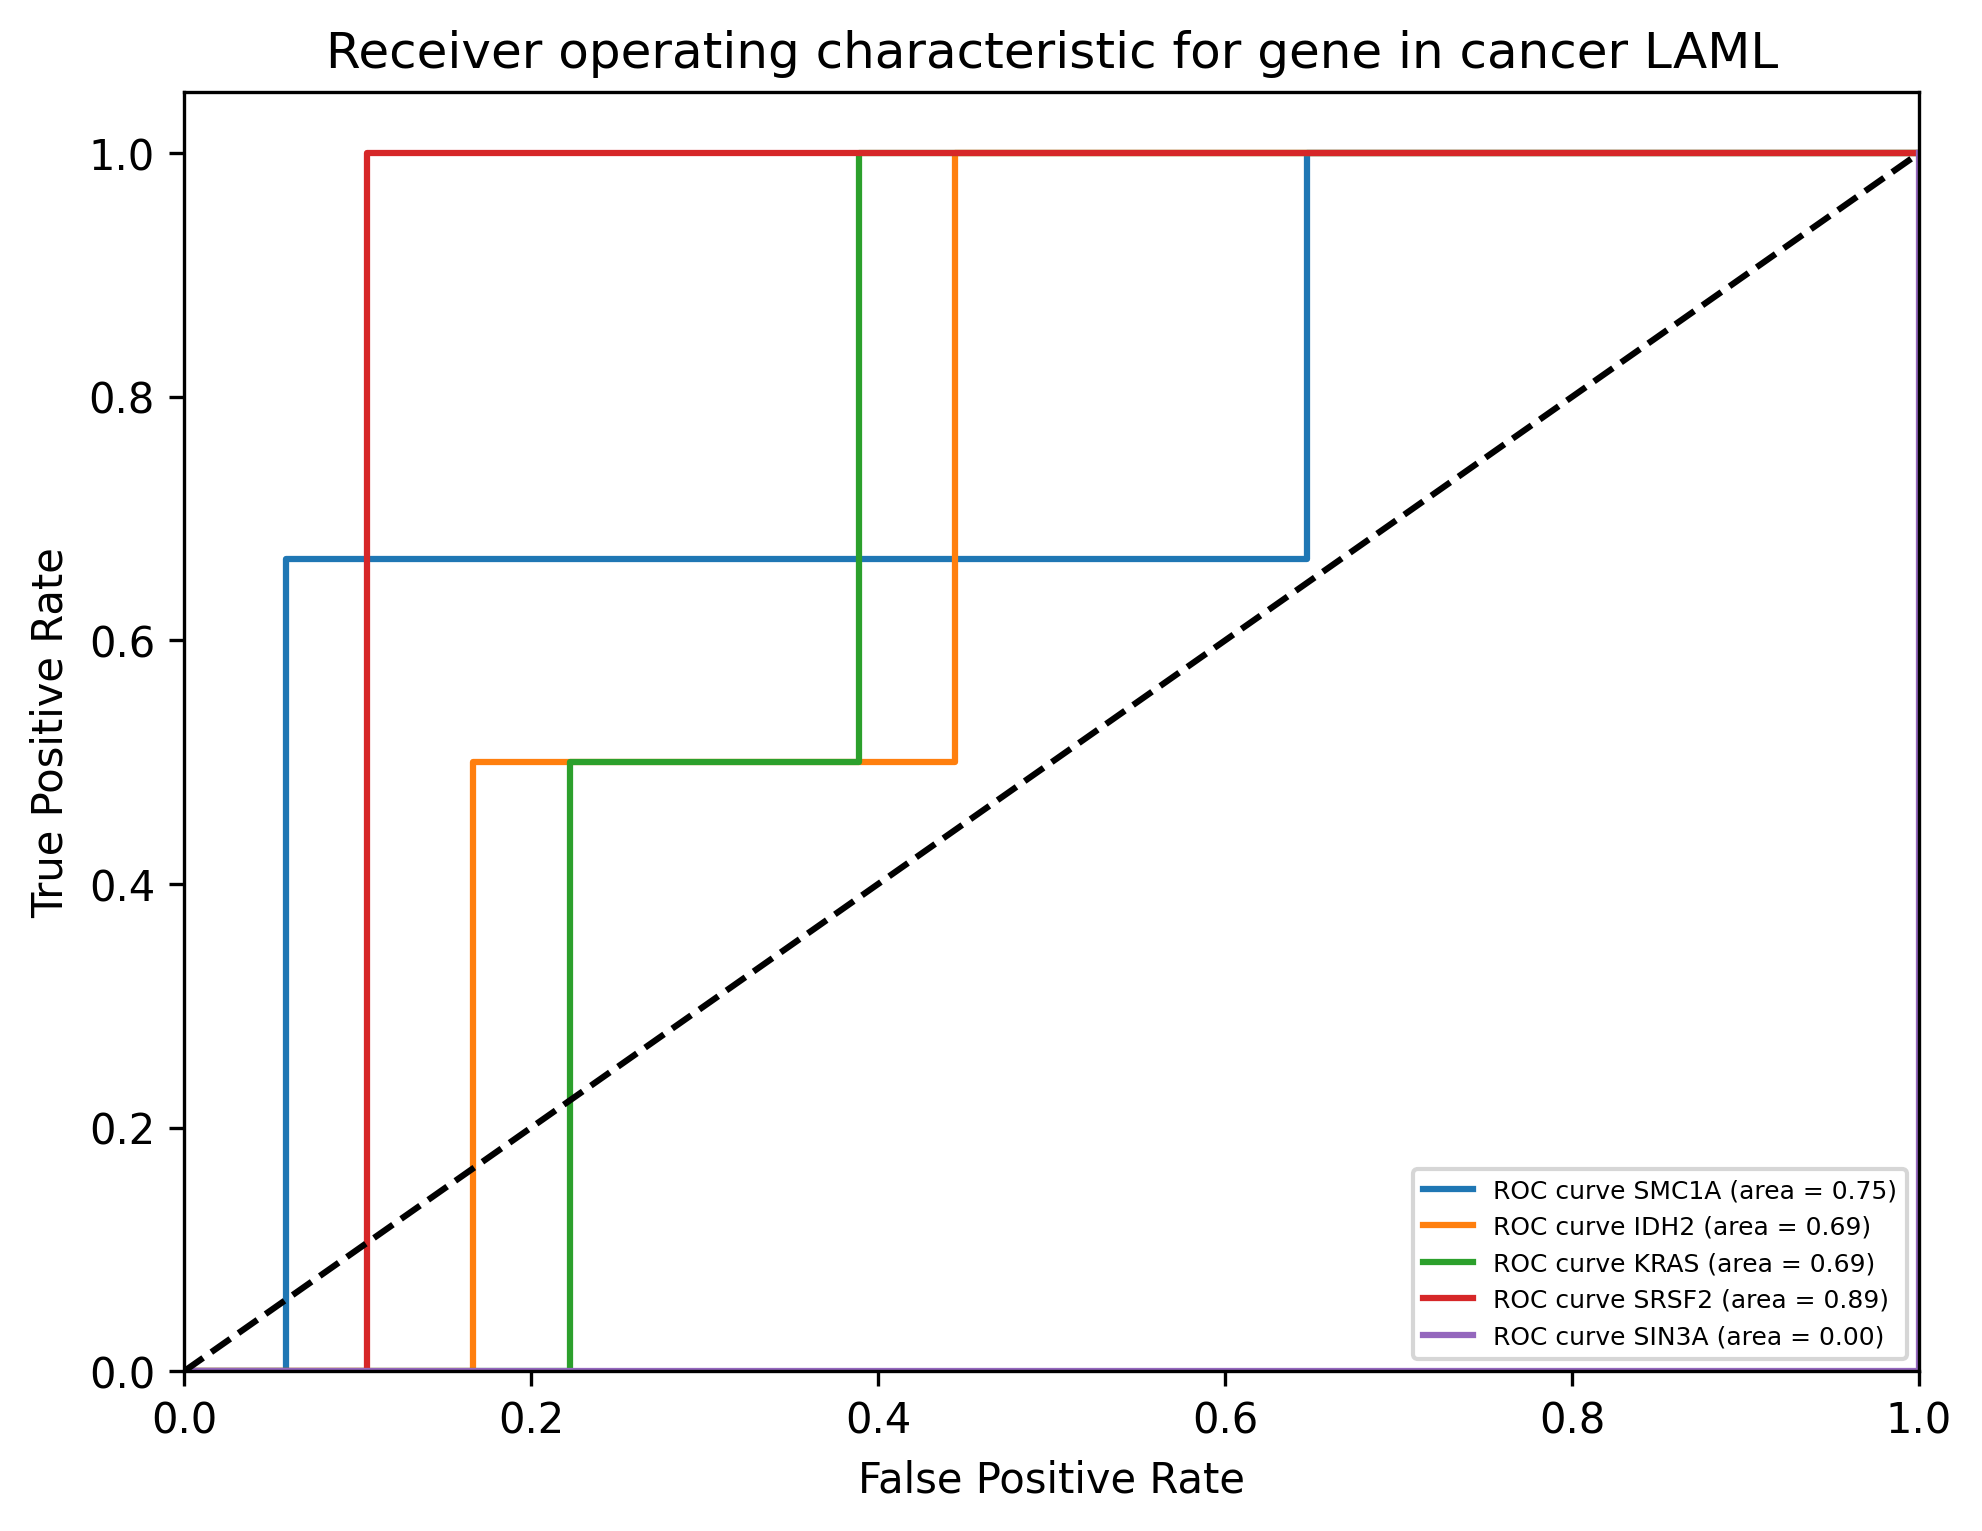 Receiver operating characteristic for gene in cancer LAML
1.0
0.8
0.6
0.4
0.2
0.0
True Positive Rate
ROC curve SMC1A (area = 0.75)
ROC curve IDH2 (area = 0.69)
ROC curve KRAS (area = 0.69)
ROC curve SRSF2 (area = 0.89)
ROC curve SIN3A (area = 0.00)
0.0 0.2 0.4 0.6 0.8 1.0
False Positive Rate